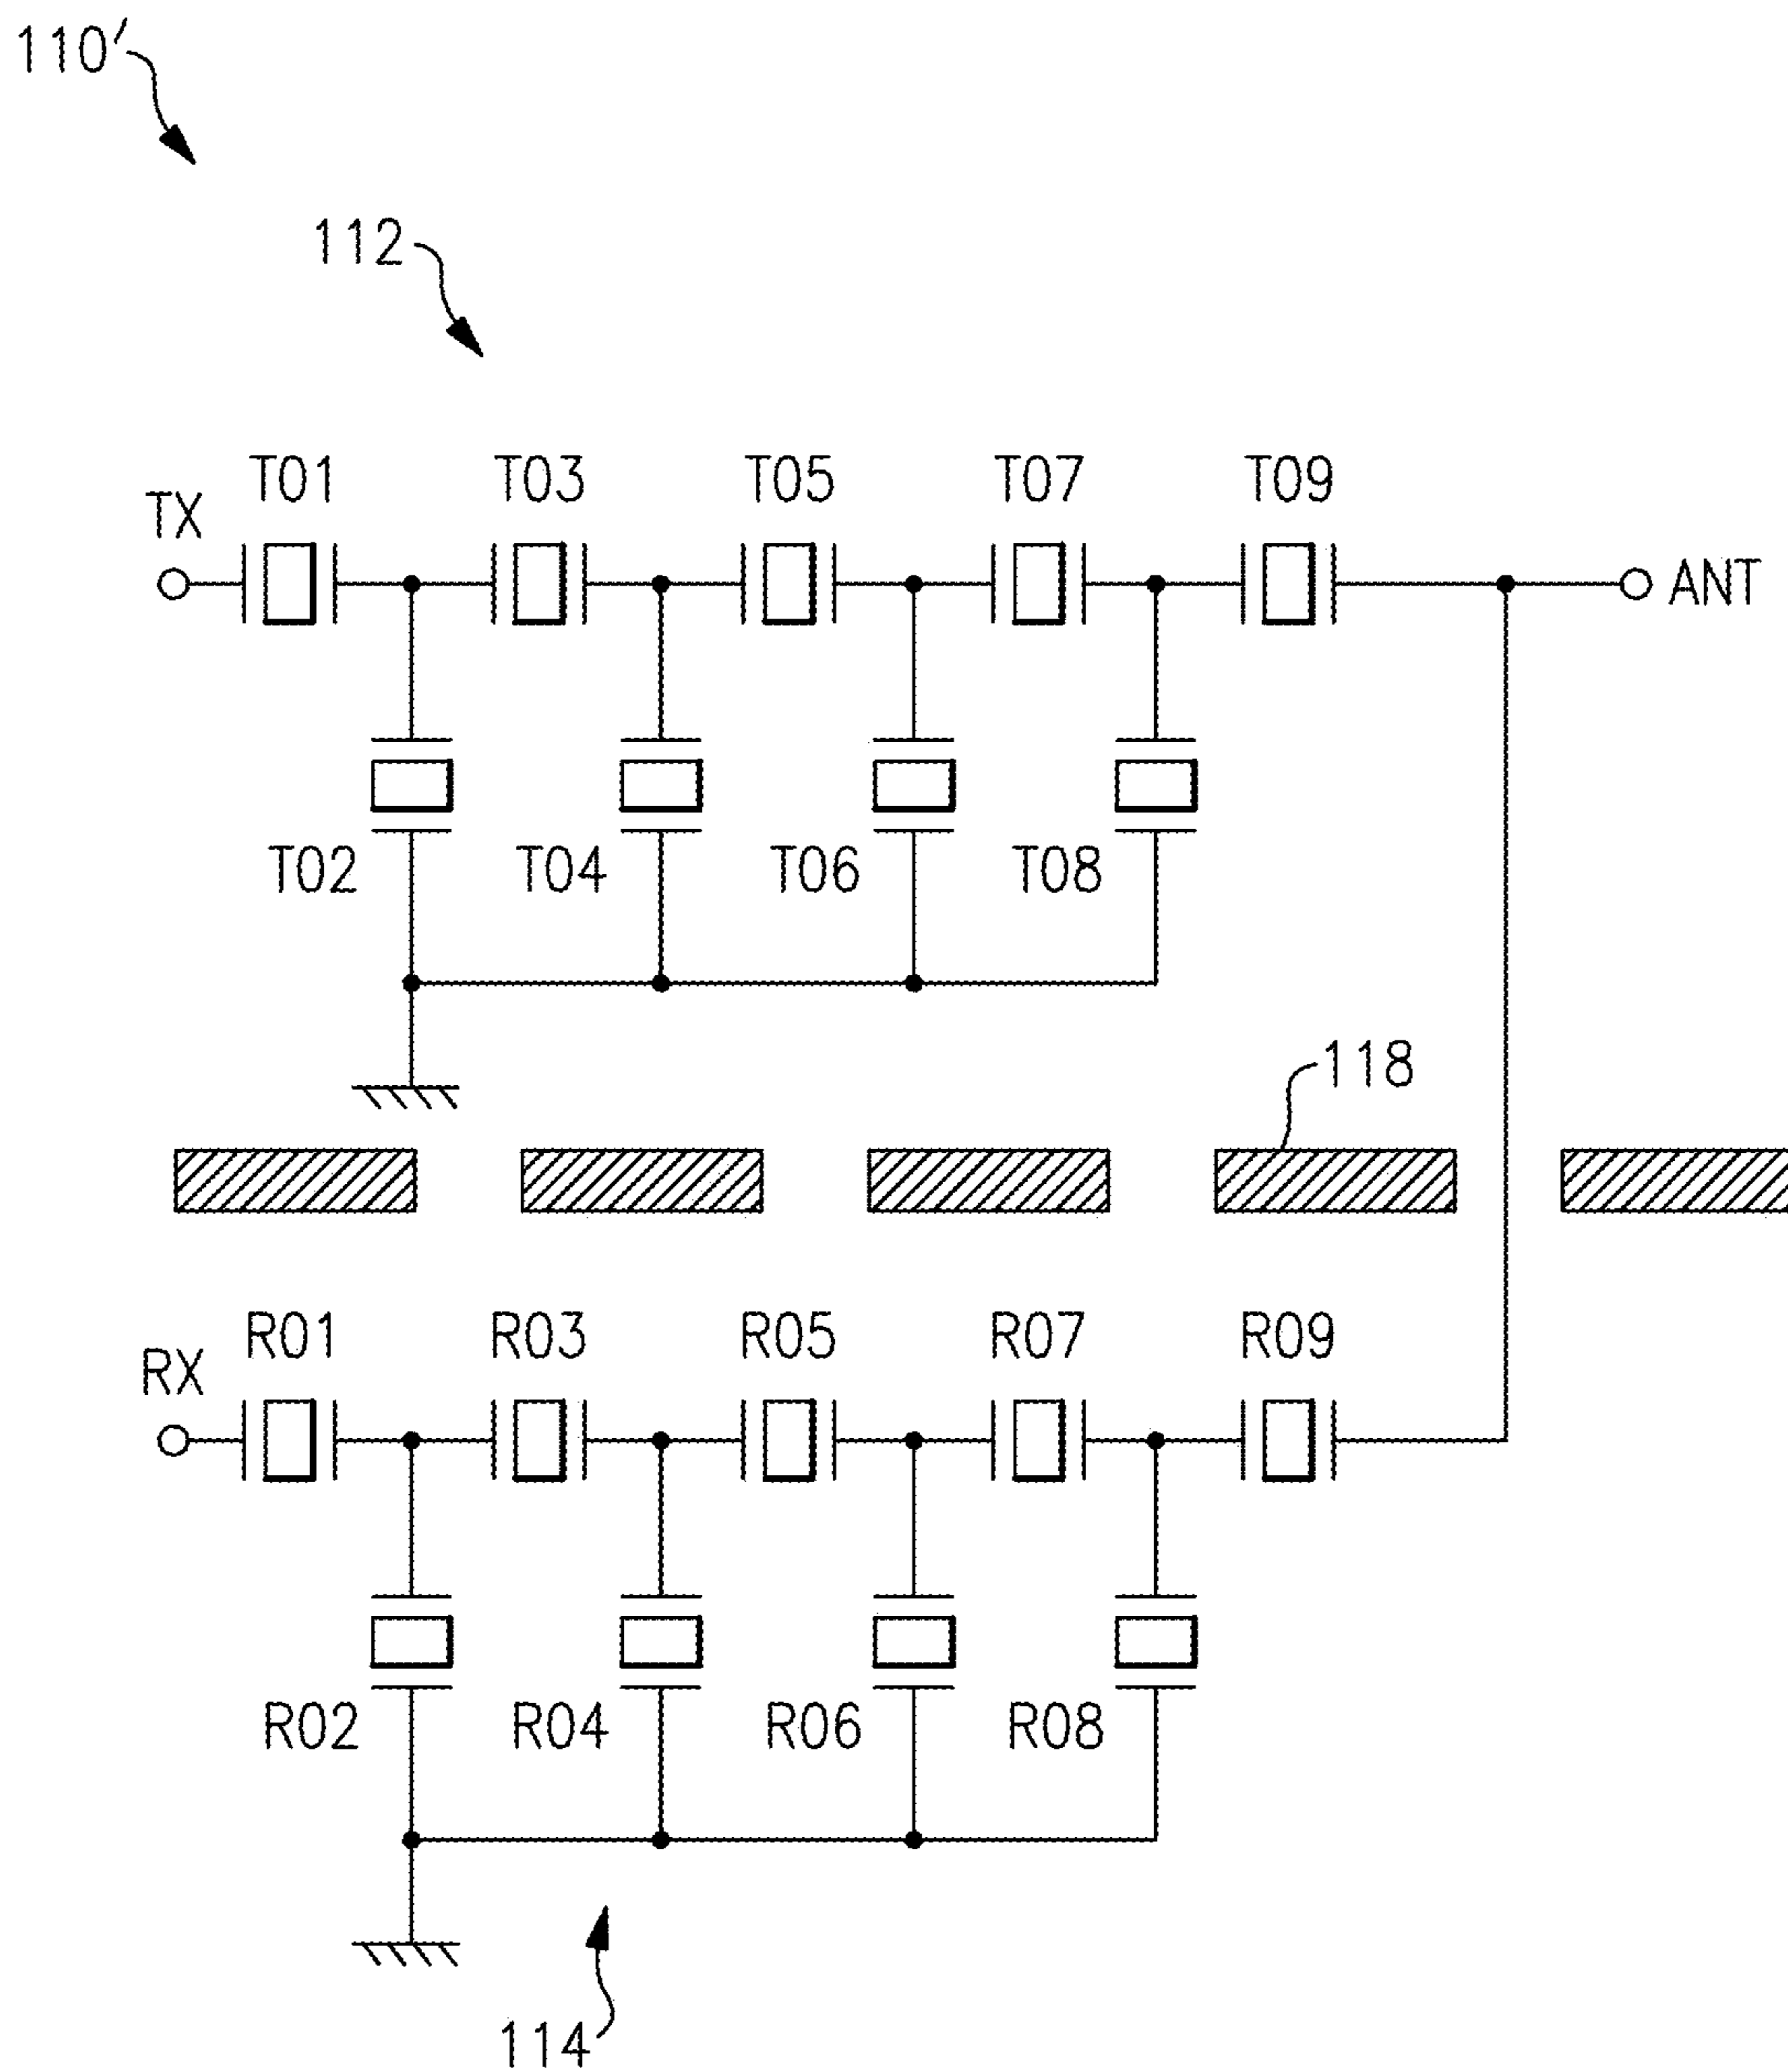 110'
112
T01 T03 T05 T07 T09
TX
ANT
T02 T04 T06 T08
118
R01 R03 R05 R07 R09
RX
R02 R04 R06 R08
114